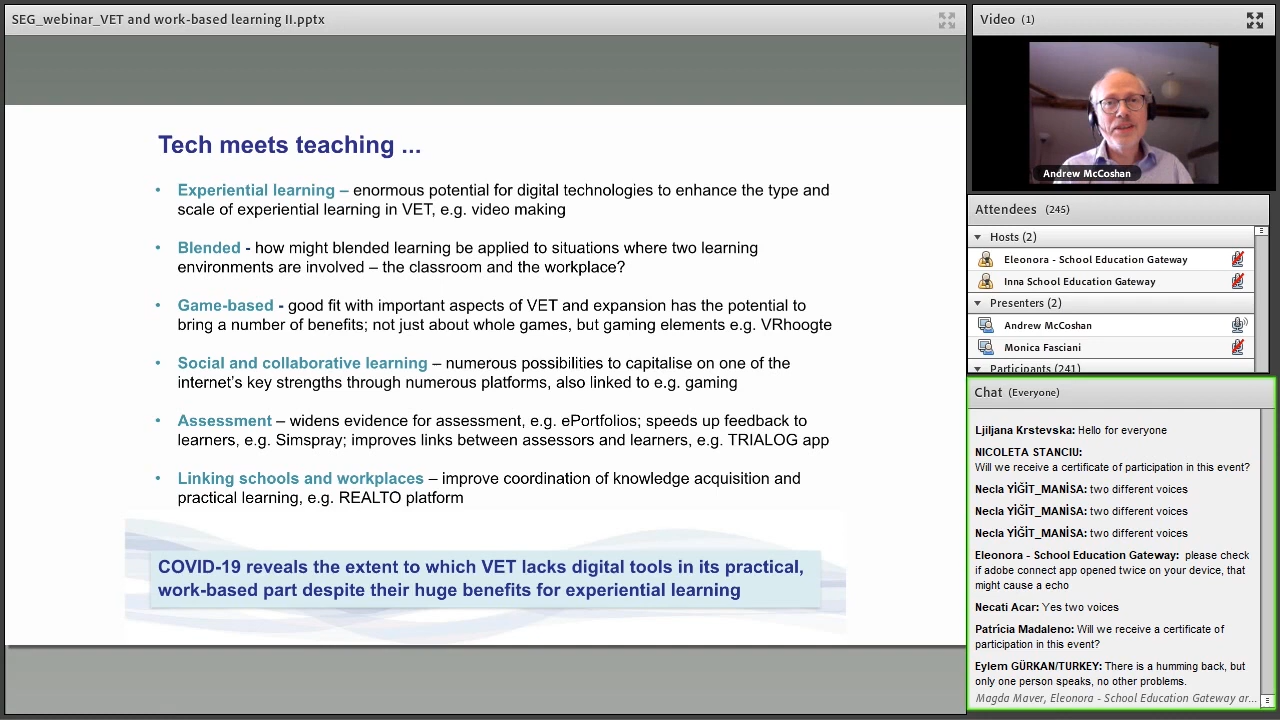 SEG_webinar_VET and work-based learning II.pptx
Tech meets teaching ...
• Experiential learning – enormous potential for digital technologies to enhance the type and
scale of experiential learning in VET, e.g. video making
• Blended - how might blended learning be applied to situations where two learning
environments are involved – the classroom and the workplace?
• Game-based - good fit with important aspects of VET and expansion has the potential to
bring a number of benefits; not just about whole games, but gaming elements e.g. VRhoogte
• Social and collaborative learning – numerous possibilities to capitalise on one of the
internet's key strengths through numerous platforms, also linked to e.g. gaming
• Assessment – widens evidence for assessment, e.g. ePortfolios; speeds up feedback to
learners, e.g. Simspray; improves links between assessors and learners, e.g. TRIALOG app
• Linking schools and workplaces – improve coordination of knowledge acquisition and
practical learning, e.g. REALTO platform
COVID-19 reveals the extent to which VET lacks digital tools in its practical,
work-based part despite their huge benefits for experiential learning
Video (1)
Andrew McCoshan
Attendees (245)
Hosts (2)
Eleonora - School Education Gateway
Inna School Education Gateway
Presenters (2)
Andrew McCoshan
Monica Fasciani
Participants (241)
Chat (Everyone)
Ljiljana Krstevska: Hello for everyone
NICOLETA STANCIU:
Will we receive a certificate of participation in this event?
Necla YİĞİT_MANİSA: two different voices
Necla YİĞİT_MANİSA: two different voices
Necla YİĞİT_MANİSA: two different voices
Eleonora - School Education Gateway: please check
if adobe connect app opened twice on your device, that
might cause a echo
Necati Acar: Yes two voices
Patrícia Madaleno: Will we receive a certificate of
participation in this event?
Eylem GÜRKAN/TURKEY: There is a humming back, but
only one person speaks, no other problems.
Magda Maver, Eleonora - School Education Gateway ar...